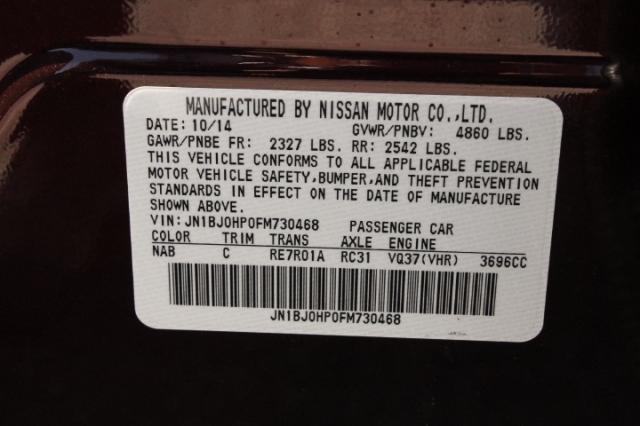 MANUFACTURED BY NISSAN MOTOR CO.,LTD.
DATE: 10/14 GVWR/PNBV: 4860 LBS.
GAWR/PNBE FR: 2327 LBS. RR: 2542 LBS.
THIS VEHICLE CONFORMS TO ALL APPLICABLE FEDERAL
MOTOR VEHICLE SAFETY,BUMPER,AND THEFT PREVENTION
STANDARDS IN EFFECT ON THE DATE OF MANUFACTURE
SHOWN ABOVE.
VIN: JN1BJ0HP0FM730468 PASSENGER CAR
COLOR TRIM TRANS AXLE ENGINE
NAB C RE7R01A RC31 VQ37(VHR) 3696CC
JN1BJ0HP0FM730468